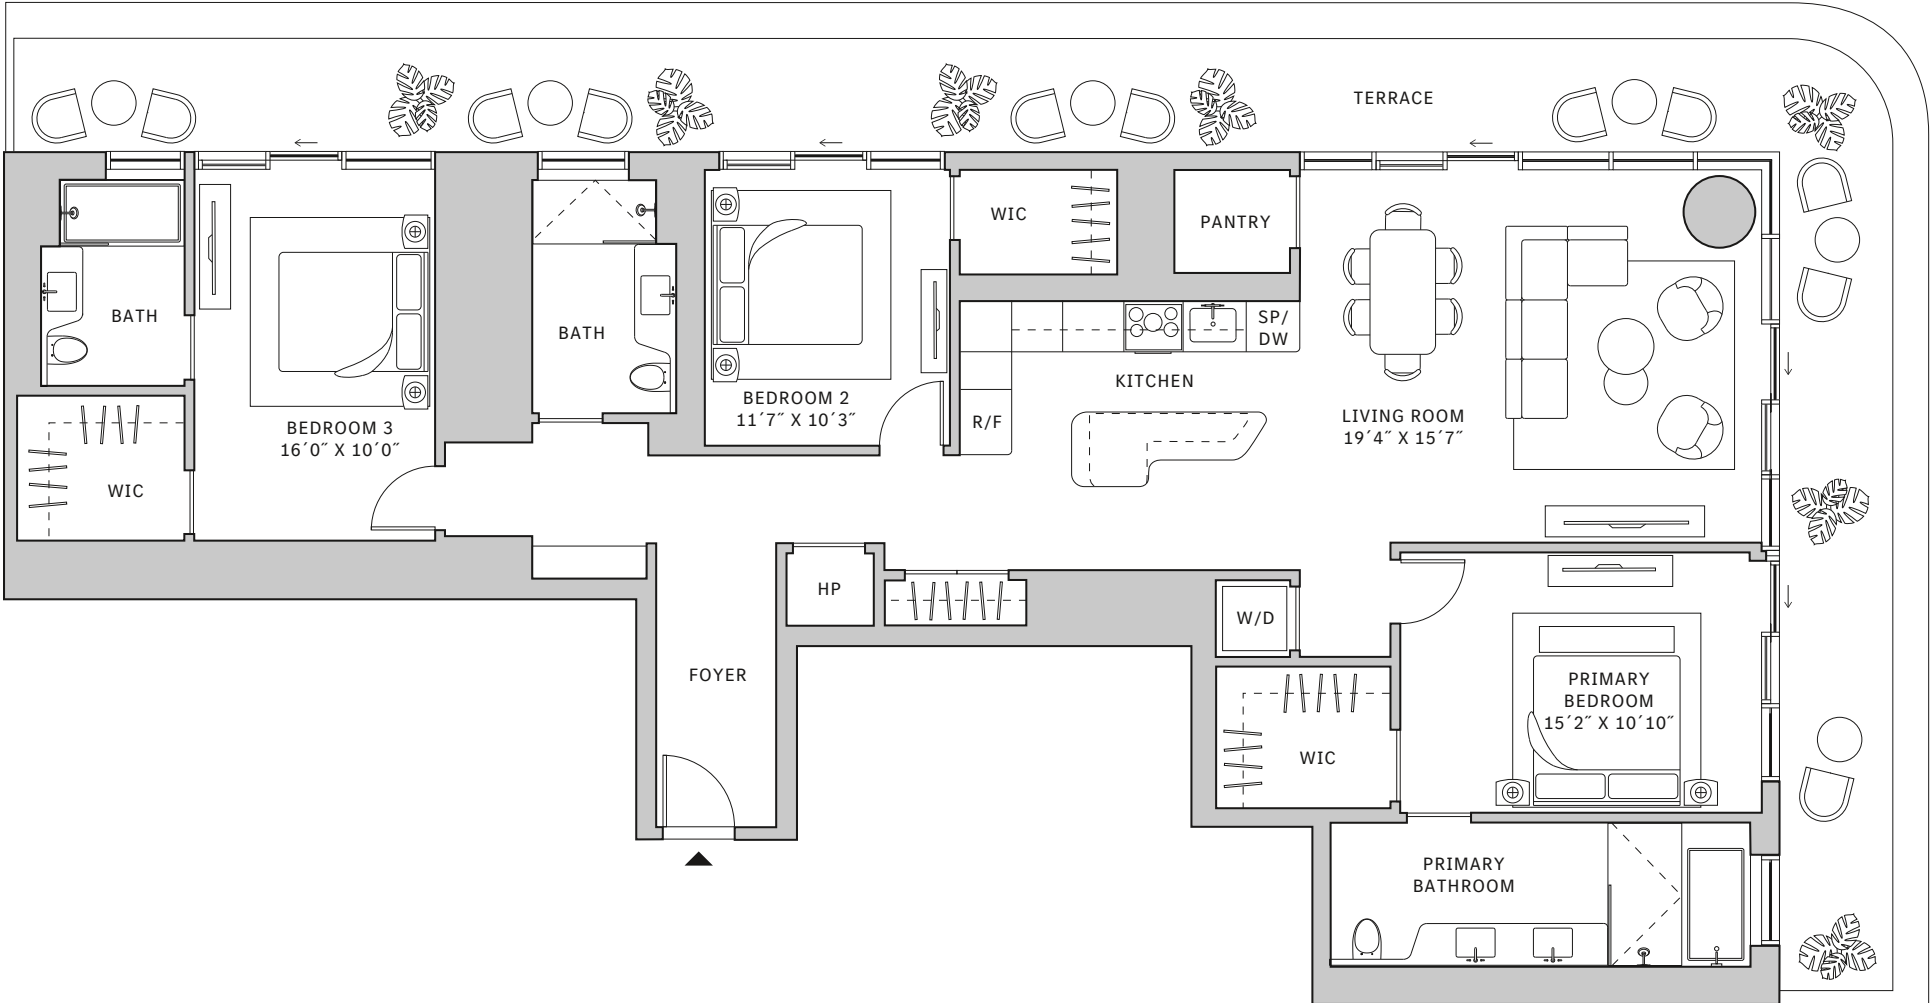 TERRACE
WIC
PANTRY
BATH
BATH
SP/
DW
KITCHEN
BEDROOM 2
11´7˝ X 10´3˝
R/F
LIVING ROOM
19´4˝ X 15´7˝
BEDROOM 3
16´0˝ X 10´0˝
WIC
HP
W/D
FOYER
PRIMARY
BEDROOM
15´2˝ X 10´10˝
WIC
PRIMARY
BATHROOM